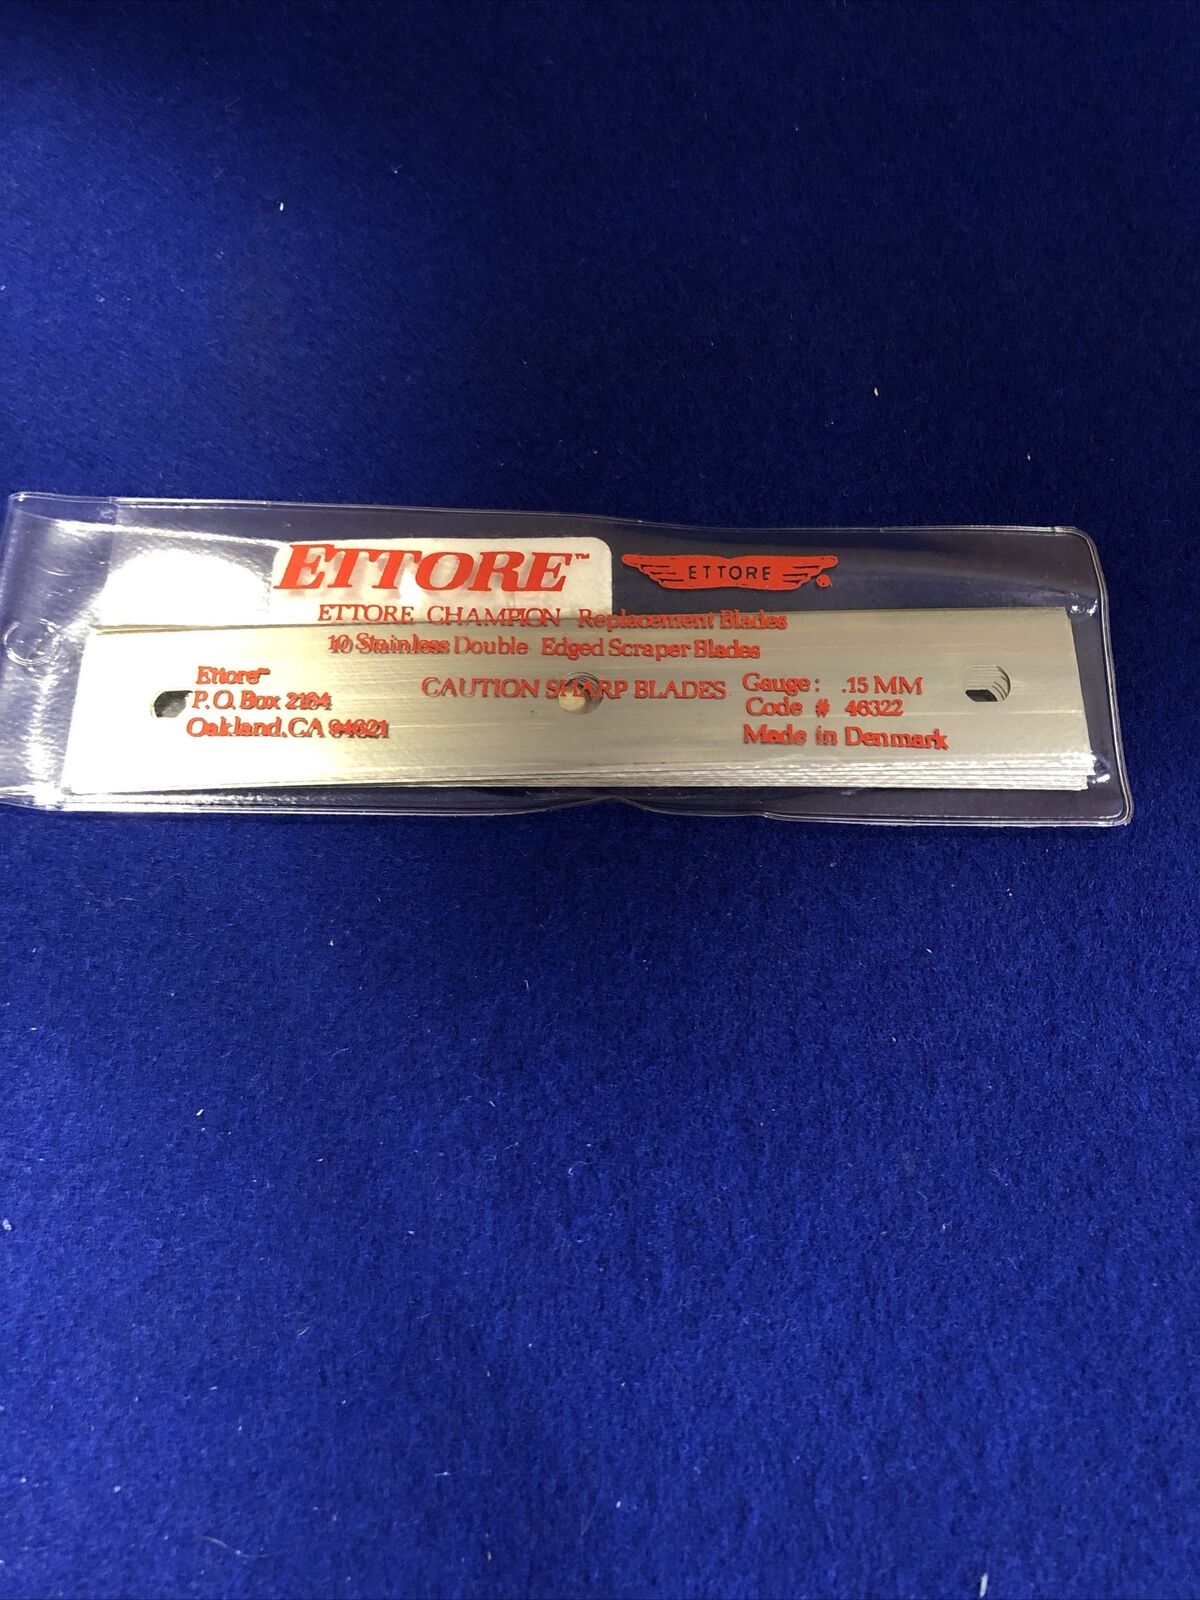 ETTORE™
ETTORE
ETTORE CHAMPION Replacement Blades
10 Stainless Double Edged Scraper Blades
CAUTION SHARP BLADES
Ettore™
P.O. Box 2164
Oakland, CA 94621
Gauge: .15 MM
Code # 46322
Made in Denmark